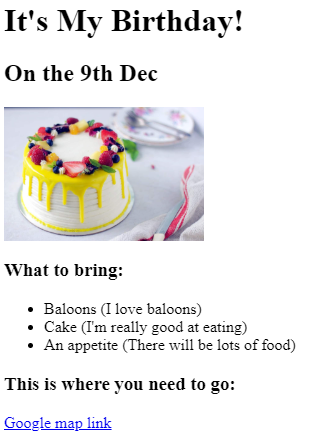 It's My Birthday!
On the 9th Dec
What to bring:
Baloons (I love baloons)
Cake (I'm really good at eating)
An appetite (There will be lots of food)
This is where you need to go:
Google map link